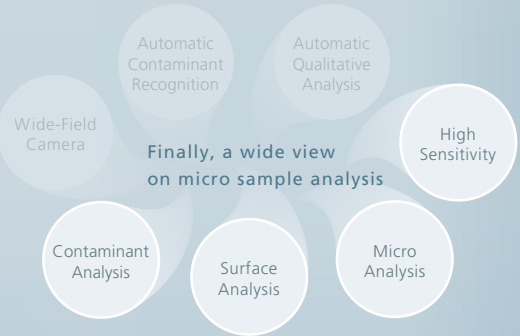 Automatic
Contaminant
Recognition
Automatic
Qualitative
Analysis
Wide-Field
Camera
High
Sensitivity
Finally, a wide view
on micro sample analysis
Contaminant
Analysis
Surface
Analysis
Micro
Analysis